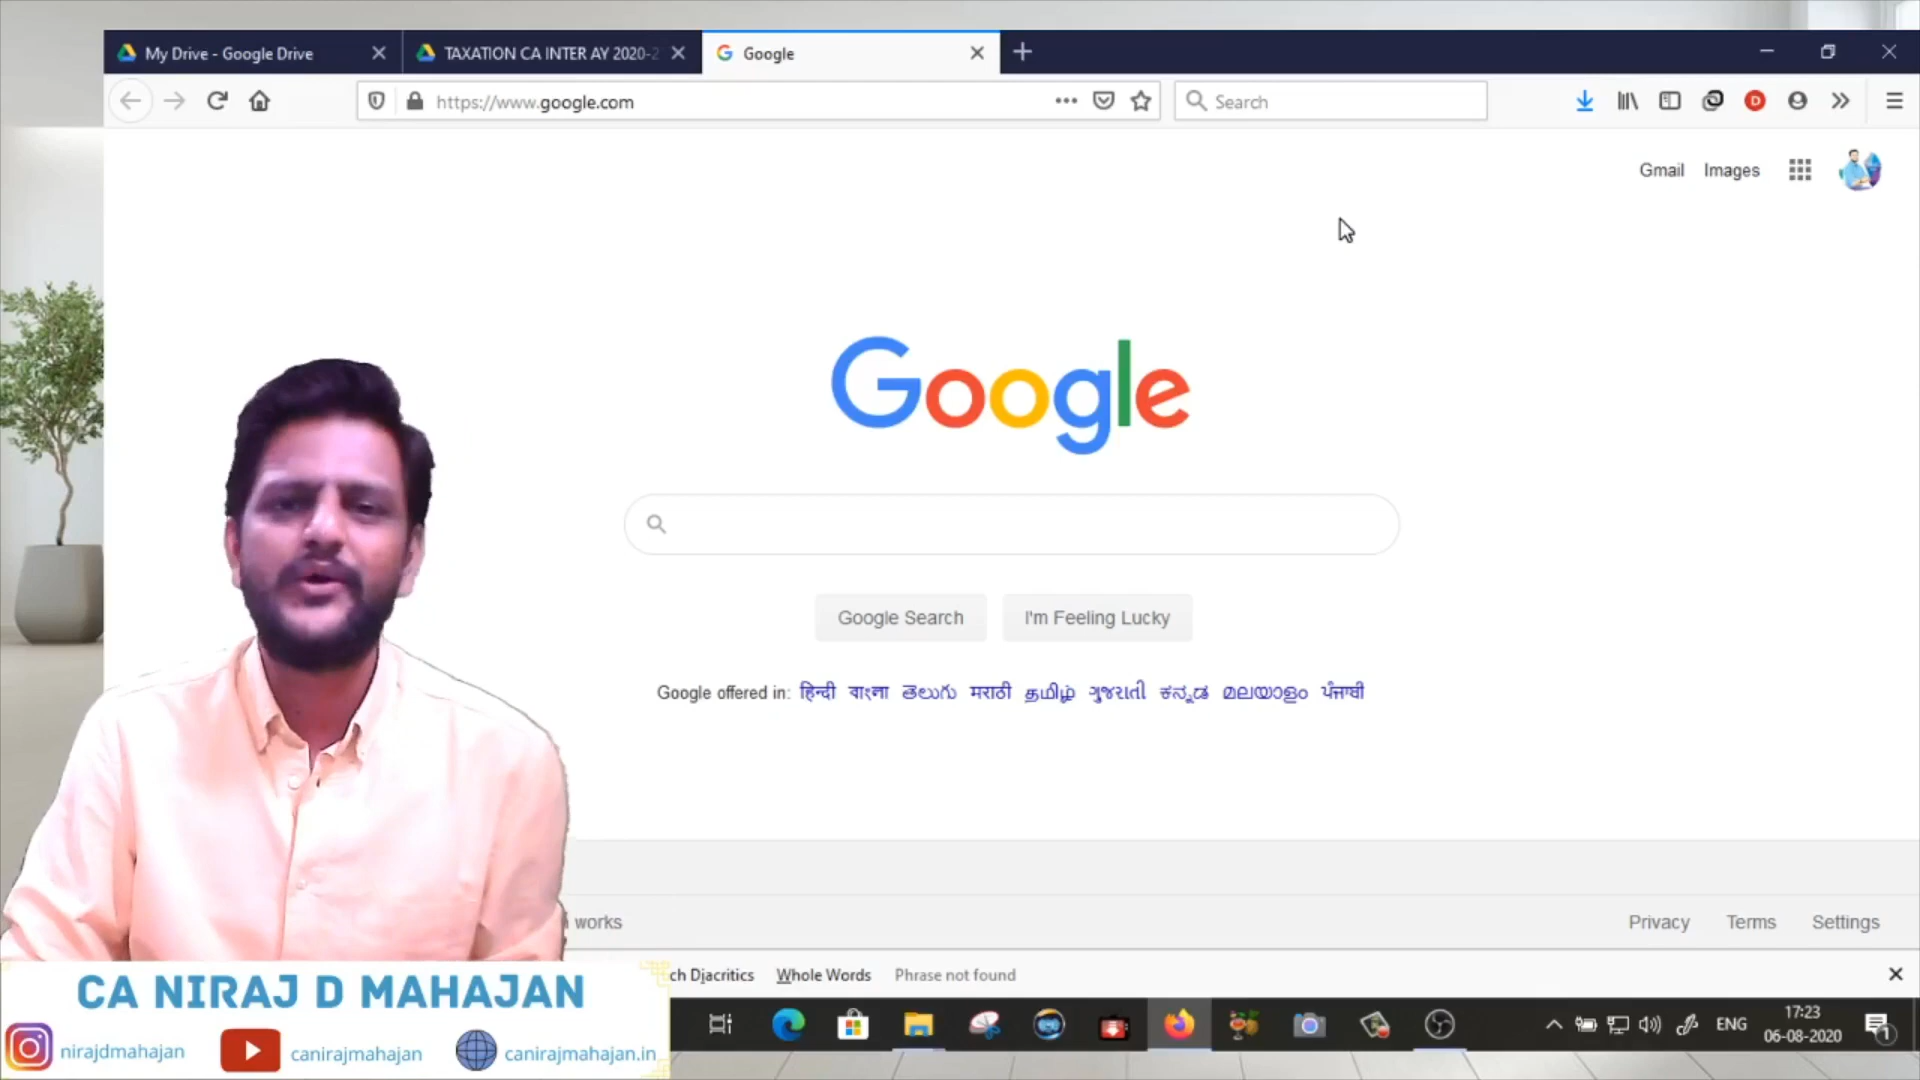 My Drive - Google Drive
TAXATION CA INTER AY 2020-2
Google
https://www.google.com
Search
D
Gmail Images
Google
Google Search
I'm Feeling Lucky
Google offered in: हिन्दी বাংলা తెలుగు मराठी தமிழ் ગુજરાતી ಕನ್ನಡ മലയാളം ਪੰਜਾਬੀ
works
Privacy Terms Settings
ch Diacritics Whole Words Phrase not found
CA NIRAJ D MAHAJAN
nirajdmahajan
canirajmahajan
canirajmahajan.in
ENG
17:23
06-08-2020
1